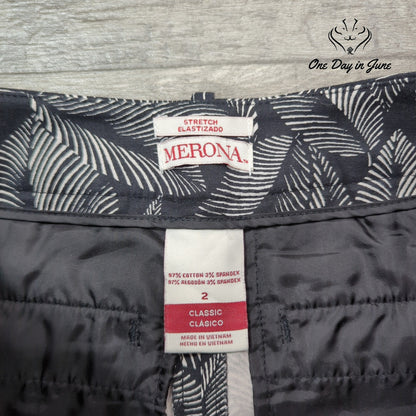 One Day in June
STRETCH
ELASTIZADO
MERONA
97% COTTON 3% SPANDEX
97% ALGODÓN 3% SPANDEX
2
CLASSIC
CLÁSICO
MADE IN VIETNAM
HECHO EN VIETNAM